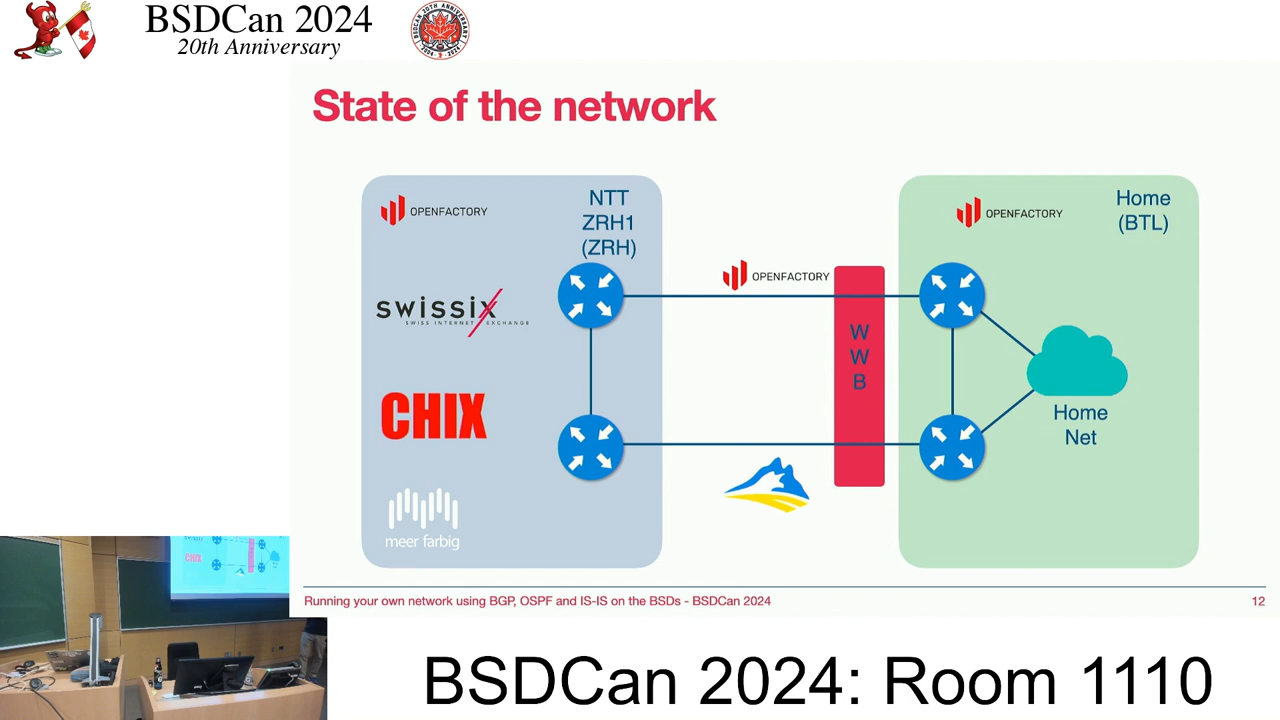 BSDCan 2024
20th Anniversary
State of the network
OPENFACTORY
NTT
ZRH1
(ZRH)
OPENFACTORY
Home
(BTL)
OPENFACTORY
swissix
SWISS INTERNET EXCHANGE
W
W
B
CHIX
Home
Net
meer farbig
Running your own network using BGP, OSPF and IS-IS on the BSDs - BSDCan 2024
12
CHIX
BSDCan 2024: Room 1110